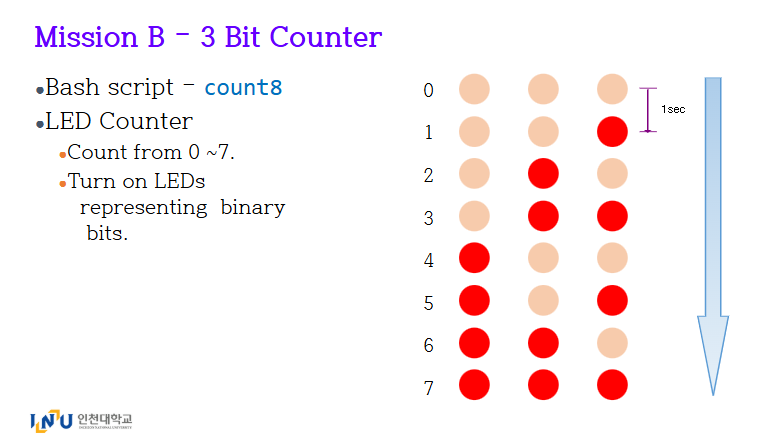 Mission B - 3 Bit Counter
●Bash script - count8
●LED Counter
●Count from 0 ~7.
●Turn on LEDs
representing binary
bits.
0
1
2
3
4
5
6
7
1sec
INU 인천대학교